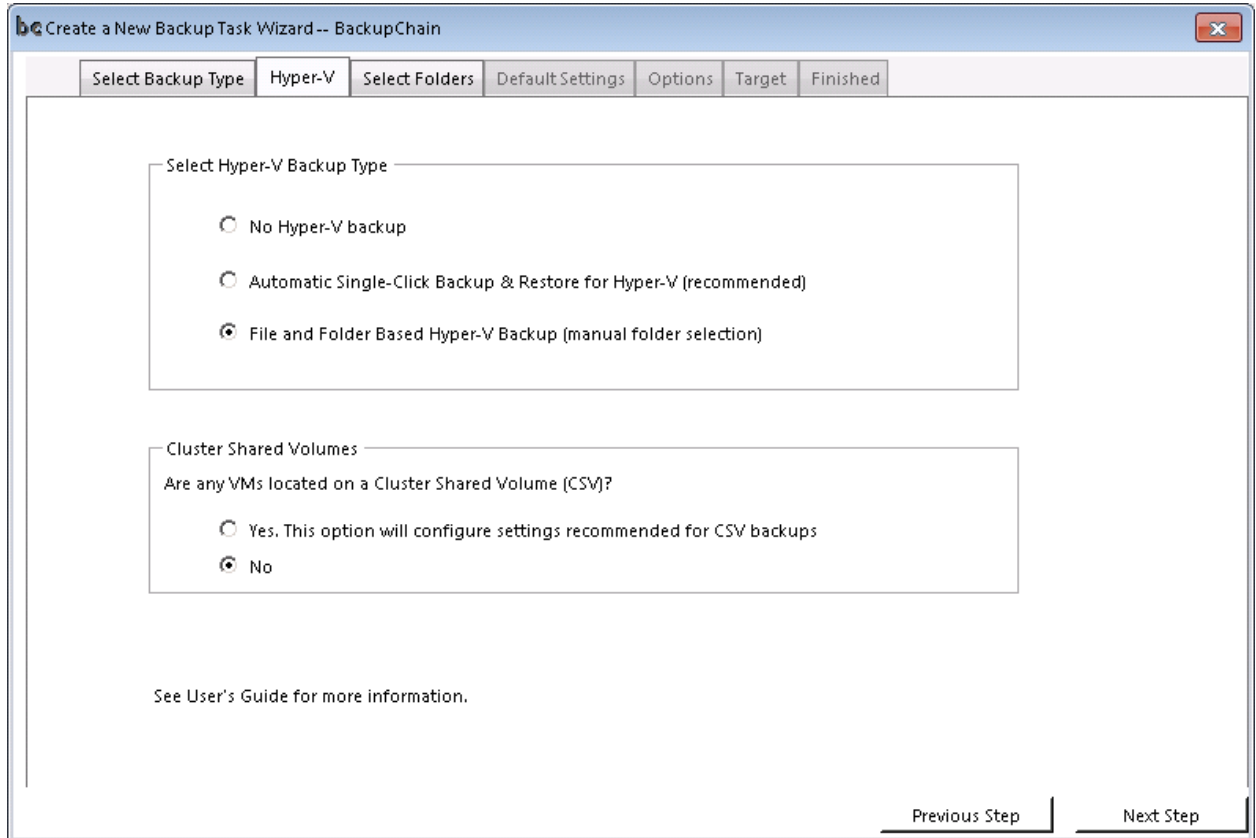 bc Create a New Backup Task Wizard -- BackupChain
Select Backup Type Hyper-V Select Folders Default Settings Options Target Finished
Select Hyper-V Backup Type
No Hyper-V backup
Automatic Single-Click Backup & Restore for Hyper-V (recommended)
File and Folder Based Hyper-V Backup (manual folder selection)
Cluster Shared Volumes
Are any VMs located on a Cluster Shared Volume (CSV)?
Yes. This option will configure settings recommended for CSV backups
No
See User's Guide for more information.
Previous Step Next Step